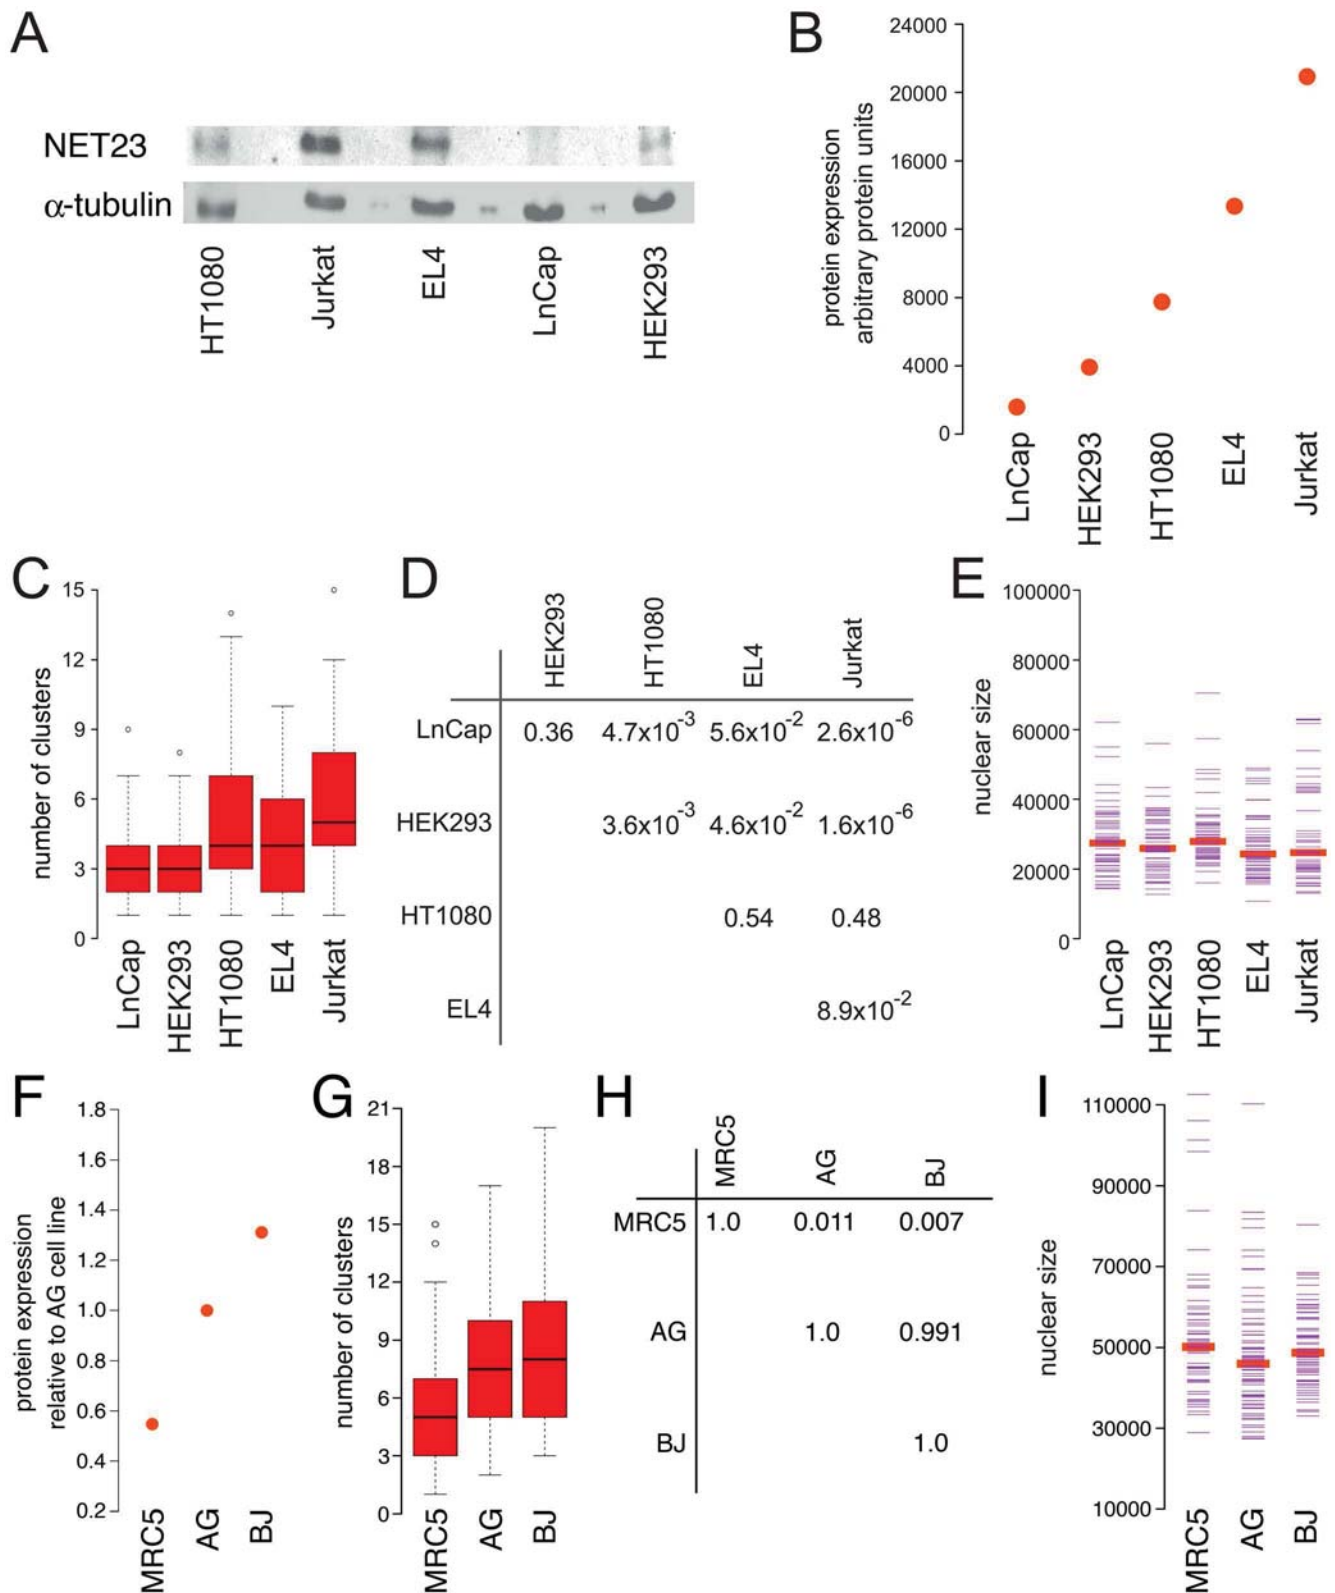 A
NET23
α-tubulin
HT1080
Jurkat
EL4
LnCap
HEK293
B
protein expression
arbitrary protein units
24000
20000
16000
12000
8000
4000
0
LnCap
HEK293
HT1080
EL4
Jurkat
C
number of clusters
15
12
9
6
3
0
LnCap
HEK293
HT1080
EL4
Jurkat
D
HEK293 HT1080 EL4 Jurkat
LnCap 0.36 4.7x10⁻³ 5.6x10⁻² 2.6x10⁻⁶
HEK293 3.6x10⁻³ 4.6x10⁻² 1.6x10⁻⁶
HT1080 0.54 0.48
EL4 8.9x10⁻²
E
nuclear size
100000
80000
60000
40000
20000
0
LnCap
HEK293
HT1080
EL4
Jurkat
F
protein expression
relative to AG cell line
1.8
1.6
1.4
1.2
1.0
0.8
0.6
0.4
0.2
MRC5
AG
BJ
G
number of clusters
21
18
15
12
9
6
3
0
MRC5
AG
BJ
H
MRC5 AG BJ
MRC5 1.0 0.011 0.007
AG 1.0 0.991
BJ 1.0
I
nuclear size
110000
90000
70000
50000
30000
10000
MRC5
AG
BJ